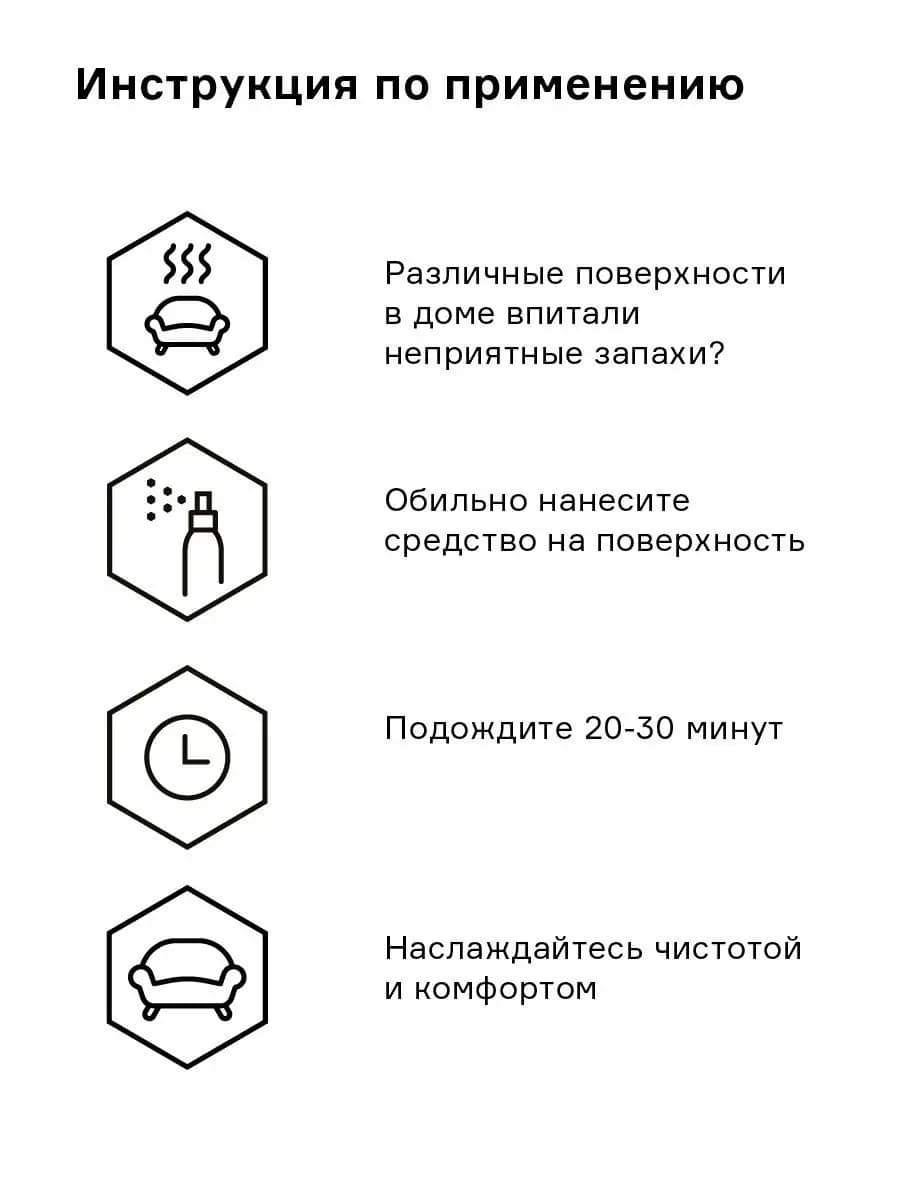 Инструкция по применению
Различные поверхности
в доме впитали
неприятные запахи?
Обильно нанесите
средство на поверхность
Подождите 20-30 минут
Наслаждайтесь чистотой
и комфортом